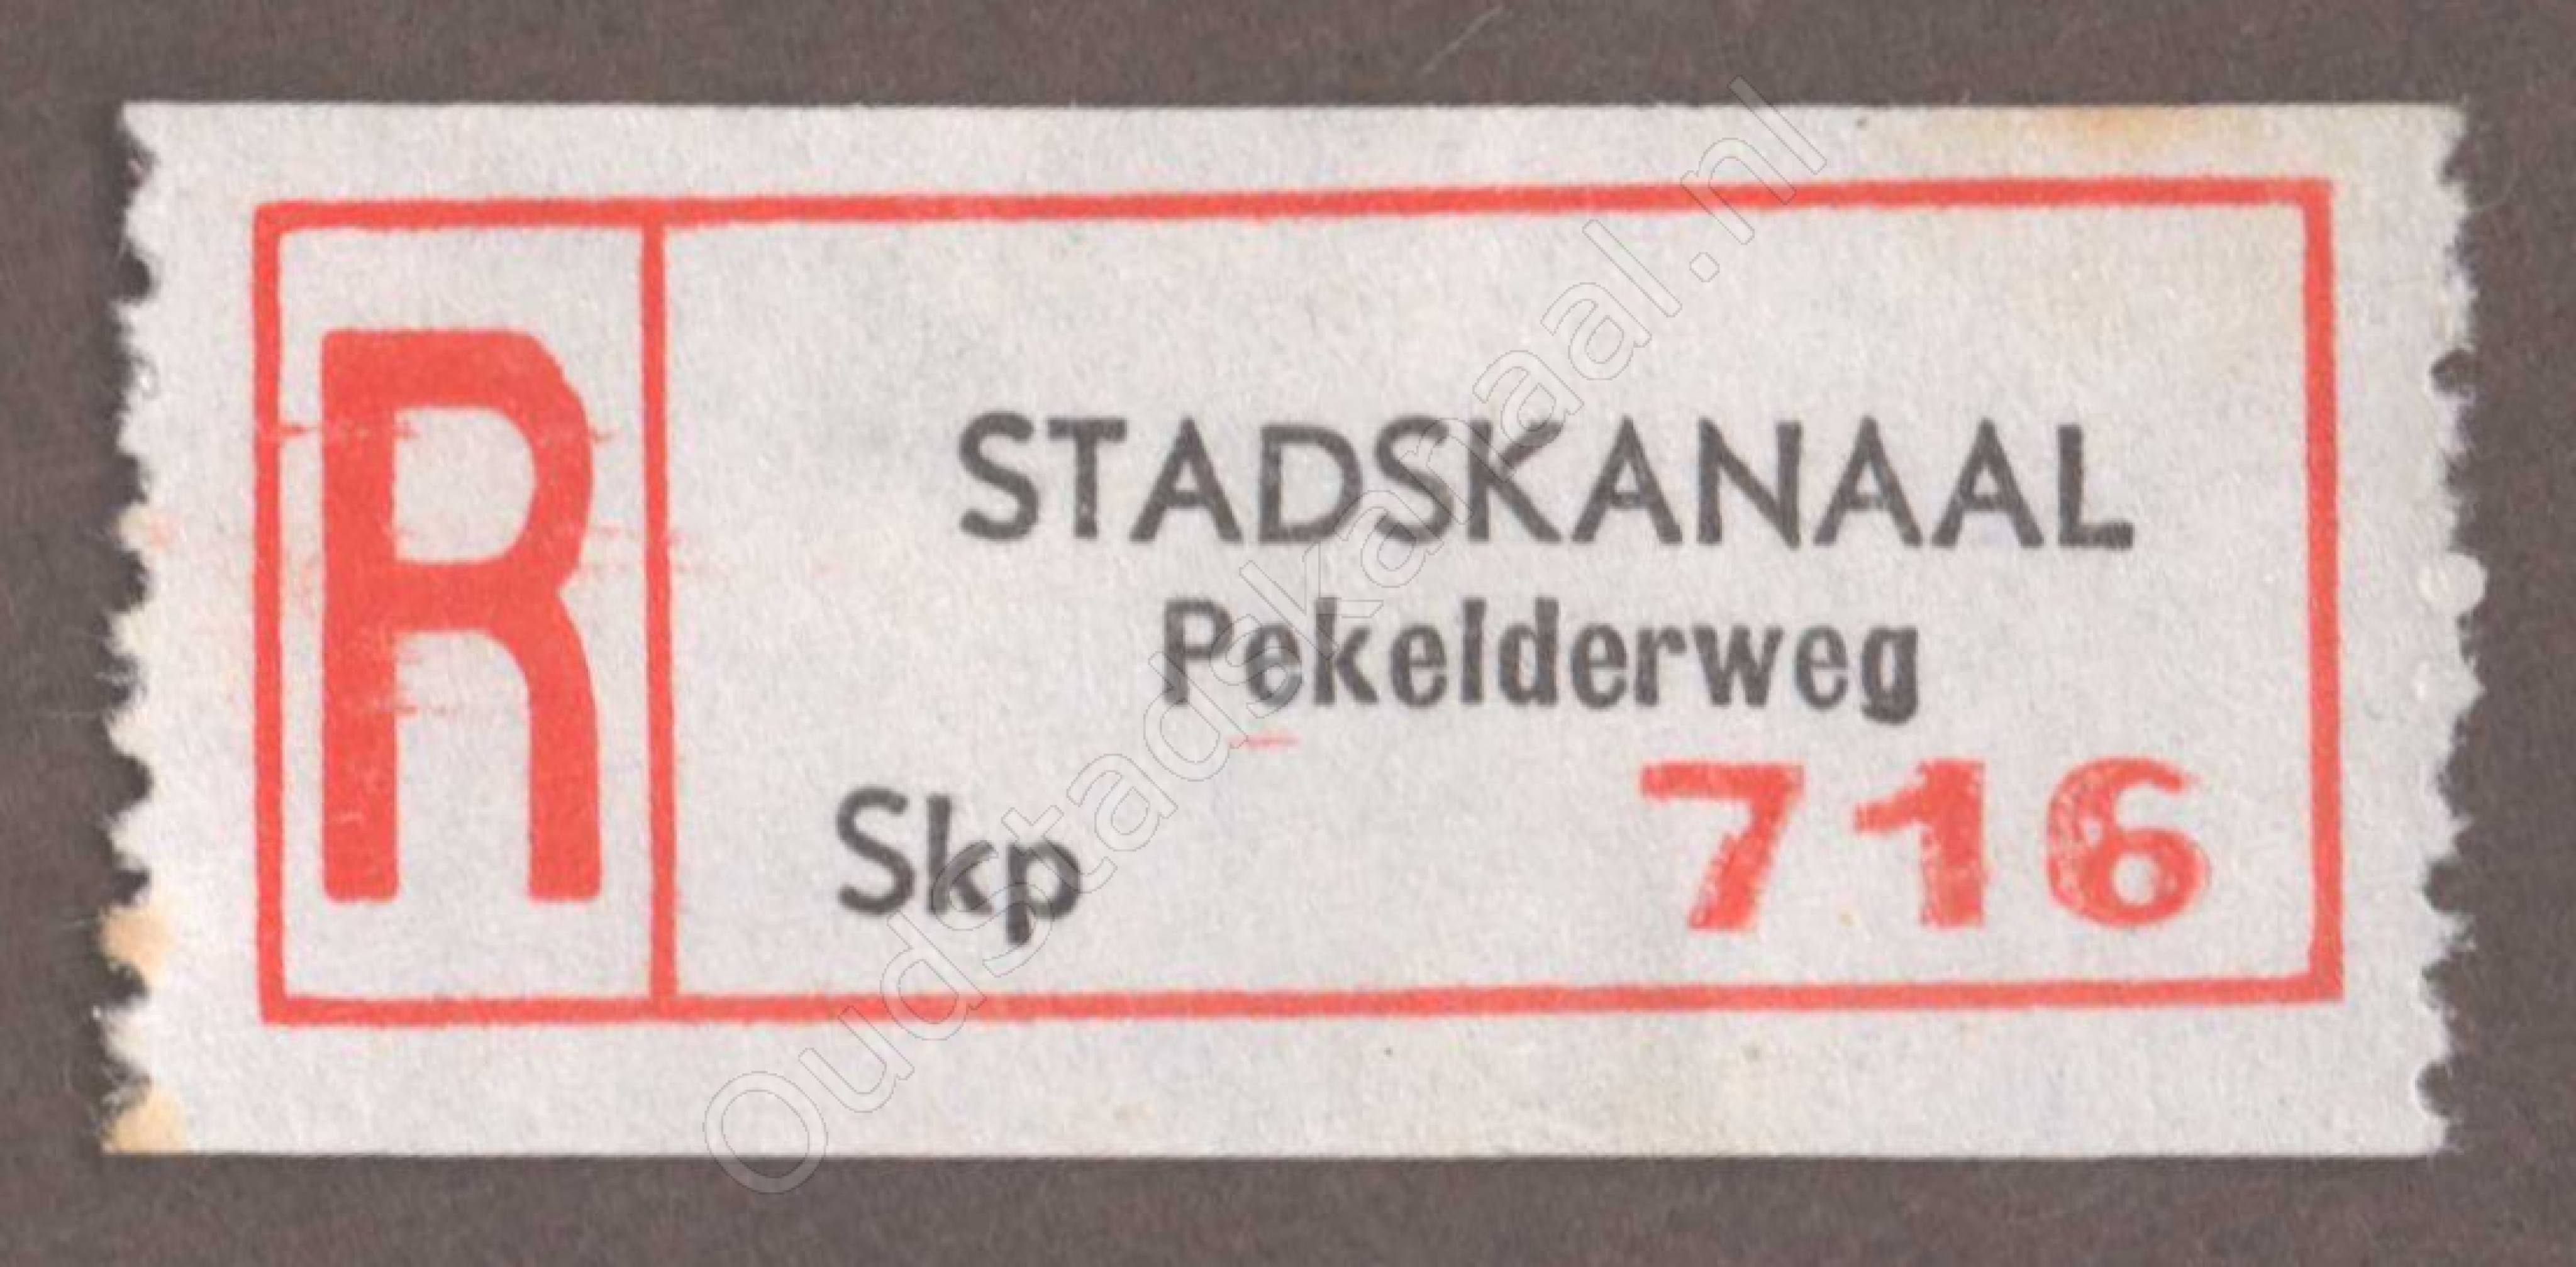 R
STADSKANAAL
Pekelderweg
Skp 716
OudStadskanaal.nl